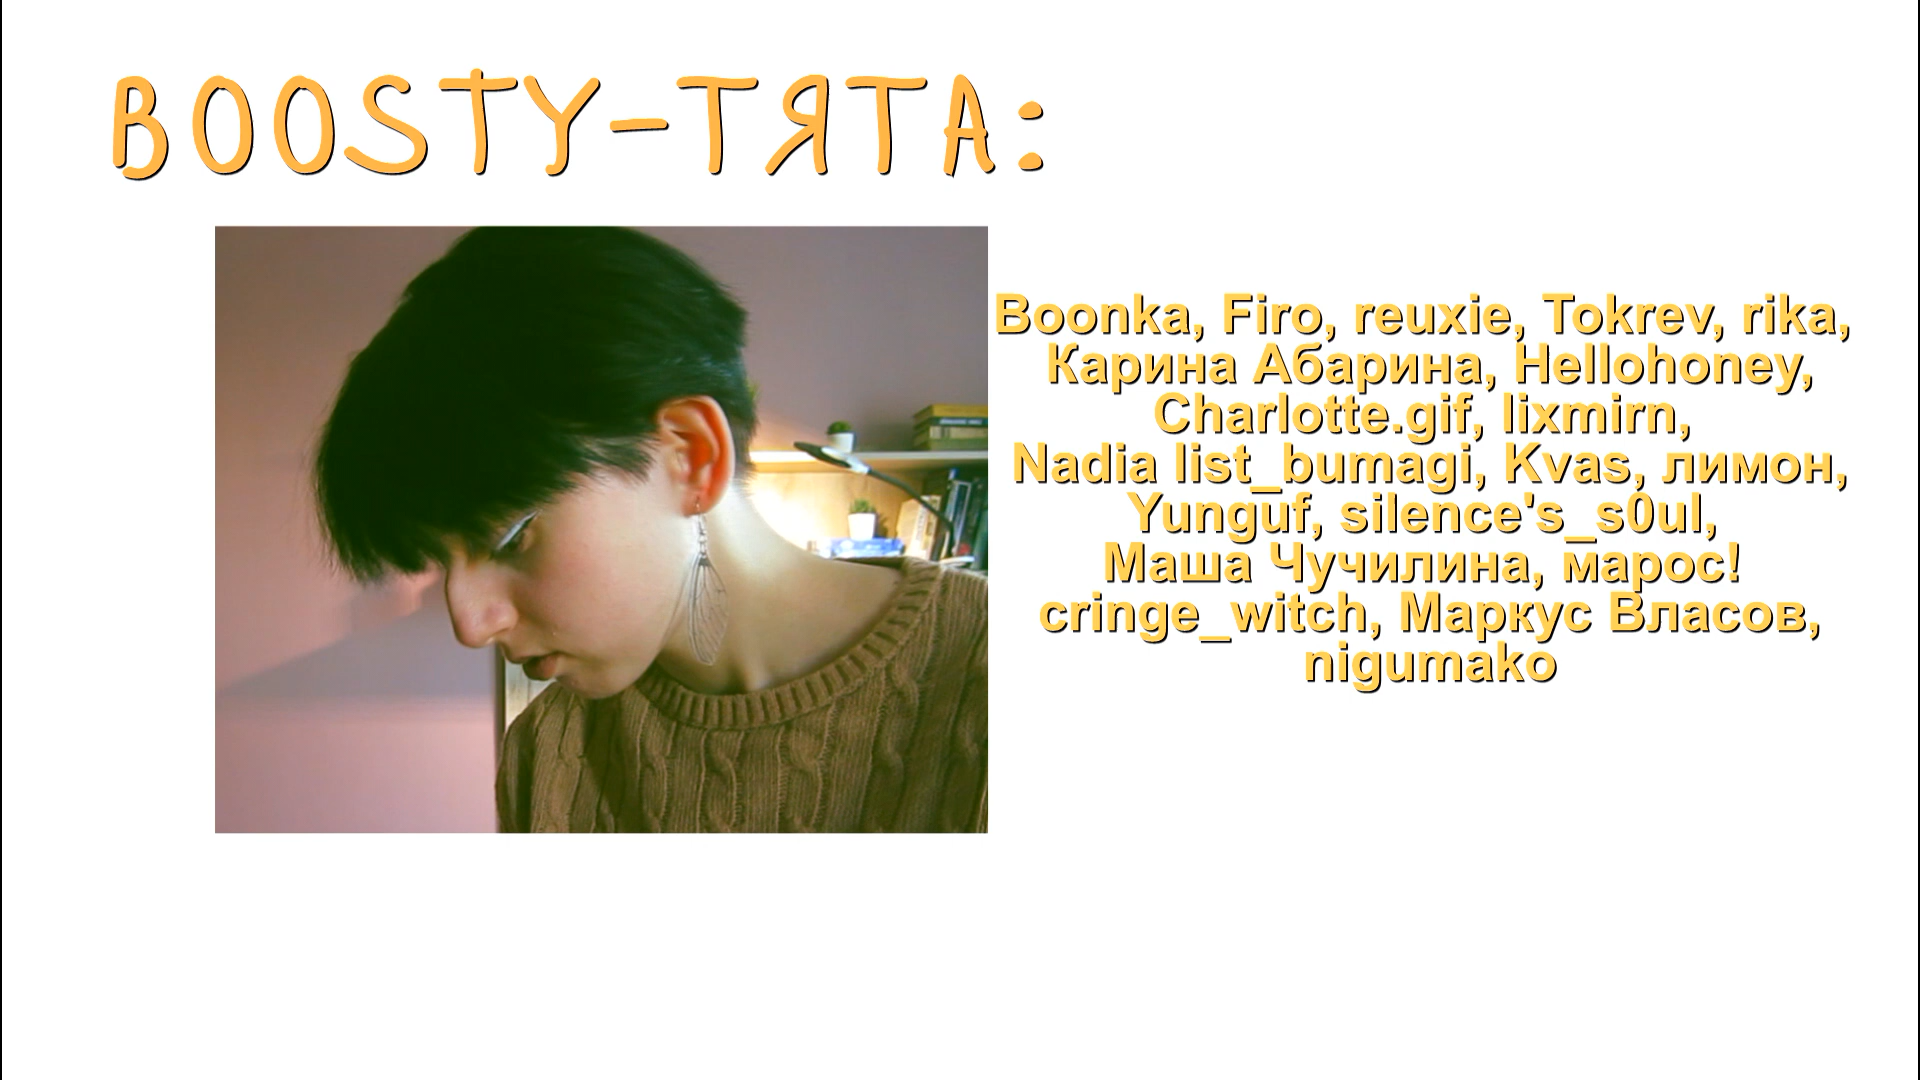 BOOSTY-ТЯТА:
Boonka, Firo, reuxie, Tokrev, rika,
Карина Абарина, Hellohoney,
Charlotte.gif, lixmirn,
Nadia list_bumagi, Kvas, лимон,
Yunguf, silence's_s0ul,
Маша Чучилина, марос!
cringe_witch, Маркус Власов,
nigumako